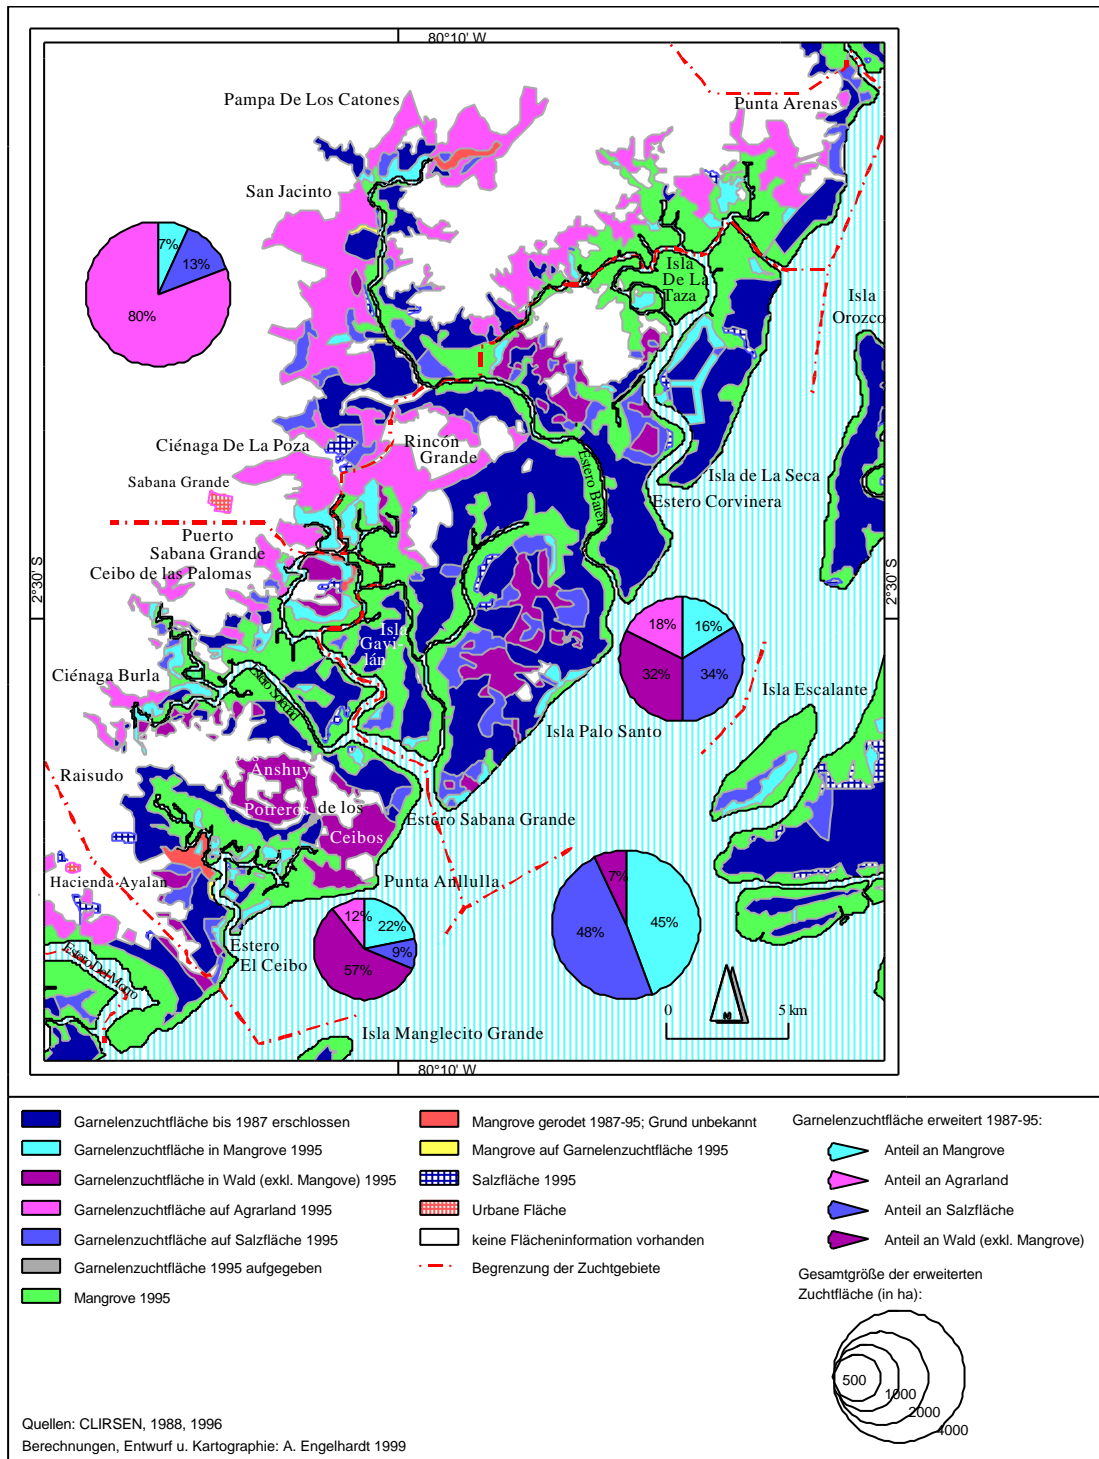 80°10' W
Pampa De Los Catones
Punta Arenas
San Jacinto
7%
13%
80%
Isla
De La
Taza
Isla
Orozco
Ciénaga De La Poza
Rincón
Grande
Sabana Grande
Isla de La Seca
Estero Corvinera
Estero Batén
Puerto
Sabana Grande
Ceibo de las Palomas
2°30' S
2°30' S
18%
16%
32%
34%
Isla
Gavi-
lán
Ciénaga Burla
Isla Escalante
Isla Palo Santo
Raisudo
Anshuy
Potreros de los
Ceibos
Estero Sabana Grande
Hacienda Ayalan
Punta Anllulla
7%
45%
48%
12%
22%
9%
57%
Estero
El Ceibo
Estero Del Morro
N
0 5 km
Isla Manglecito Grande
80°10' W
Garnelenzuchtfläche bis 1987 erschlossen
Garnelenzuchtfläche in Mangrove 1995
Garnelenzuchtfläche in Wald (exkl. Mangove) 1995
Garnelenzuchtfläche auf Agrarland 1995
Garnelenzuchtfläche auf Salzfläche 1995
Garnelenzuchtfläche 1995 aufgegeben
Mangrove 1995
Mangrove gerodet 1987-95; Grund unbekannt
Mangrove auf Garnelenzuchtfläche 1995
Salzfläche 1995
Urbane Fläche
keine Flächeninformation vorhanden
Begrenzung der Zuchtgebiete
Garnelenzuchtfläche erweitert 1987-95:
Anteil an Mangrove
Anteil an Agrarland
Anteil an Salzfläche
Anteil an Wald (exkl. Mangrove)
Gesamtgröße der erweiterten
Zuchtfläche (in ha):
500
1000
2000
4000
Quellen: CLIRSEN, 1988, 1996
Berechnungen, Entwurf u. Kartographie: A. Engelhardt 1999